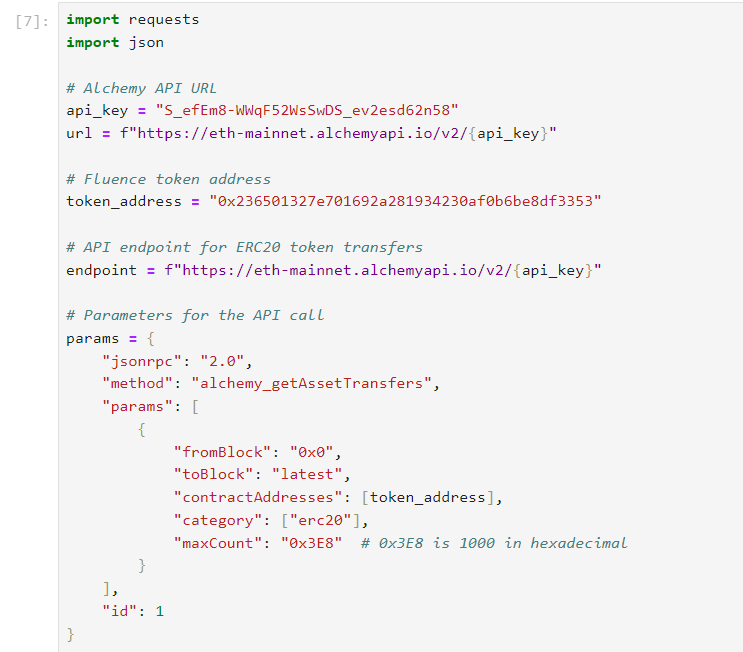 [7]: import requests
import json
# Alchemy API URL
api_key = "S_efEm8-WWqF52WsSwDS_ev2esd62n58"
url = f"https://eth-mainnet.alchemyapi.io/v2/{api_key}"
# Fluence token address
token_address = "0x236501327e701692a281934230af0b6be8df3353"
# API endpoint for ERC20 token transfers
endpoint = f"https://eth-mainnet.alchemyapi.io/v2/{api_key}"
# Parameters for the API call
params = {
    "jsonrpc": "2.0",
    "method": "alchemy_getAssetTransfers",
    "params": [
        {
            "fromBlock": "0x0",
            "toBlock": "latest",
            "contractAddresses": [token_address],
            "category": ["erc20"],
            "maxCount": "0x3E8"  # 0x3E8 is 1000 in hexadecimal
        }
    ],
    "id": 1
}